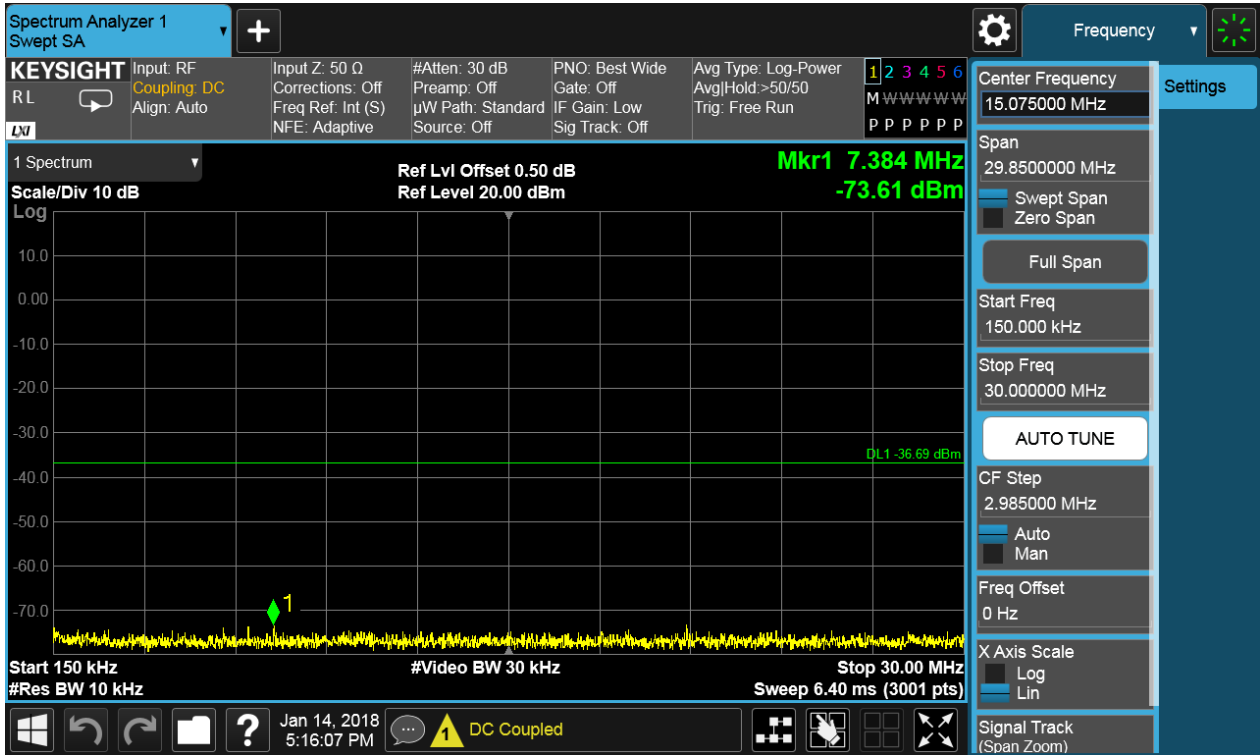 Spectrum Analyzer 1
Swept SA
Frequency
KEYSIGHT
R L
LXI
Input: RF
Coupling: DC
Align: Auto
Input Z: 50 Ω
Corrections: Off
Freq Ref: Int (S)
NFE: Adaptive
#Atten: 30 dB
Preamp: Off
µW Path: Standard
Source: Off
PNO: Best Wide
Gate: Off
IF Gain: Low
Sig Track: Off
Avg Type: Log-Power
Avg|Hold:>50/50
Trig: Free Run
1 2 3 4 5 6
M W W W W W
P P P P P P
1 Spectrum
Scale/Div 10 dB
Log
Ref Lvl Offset 0.50 dB
Ref Level 20.00 dBm
Mkr1 7.384 MHz
-73.61 dBm
10.0
0.00
-10.0
-20.0
-30.0
DL1 -36.69 dBm
-40.0
-50.0
-60.0
-70.0
1
Start 150 kHz
#Res BW 10 kHz
#Video BW 30 kHz
Stop 30.00 MHz
Sweep 6.40 ms (3001 pts)
Center Frequency
15.075000 MHz
Span
29.8500000 MHz
Swept Span
Zero Span
Full Span
Start Freq
150.000 kHz
Stop Freq
30.000000 MHz
AUTO TUNE
CF Step
2.985000 MHz
Auto
Man
Freq Offset
0 Hz
X Axis Scale
Log
Lin
Signal Track
(Span Zoom)
Settings
?
Jan 14, 2018
5:16:07 PM
1
DC Coupled